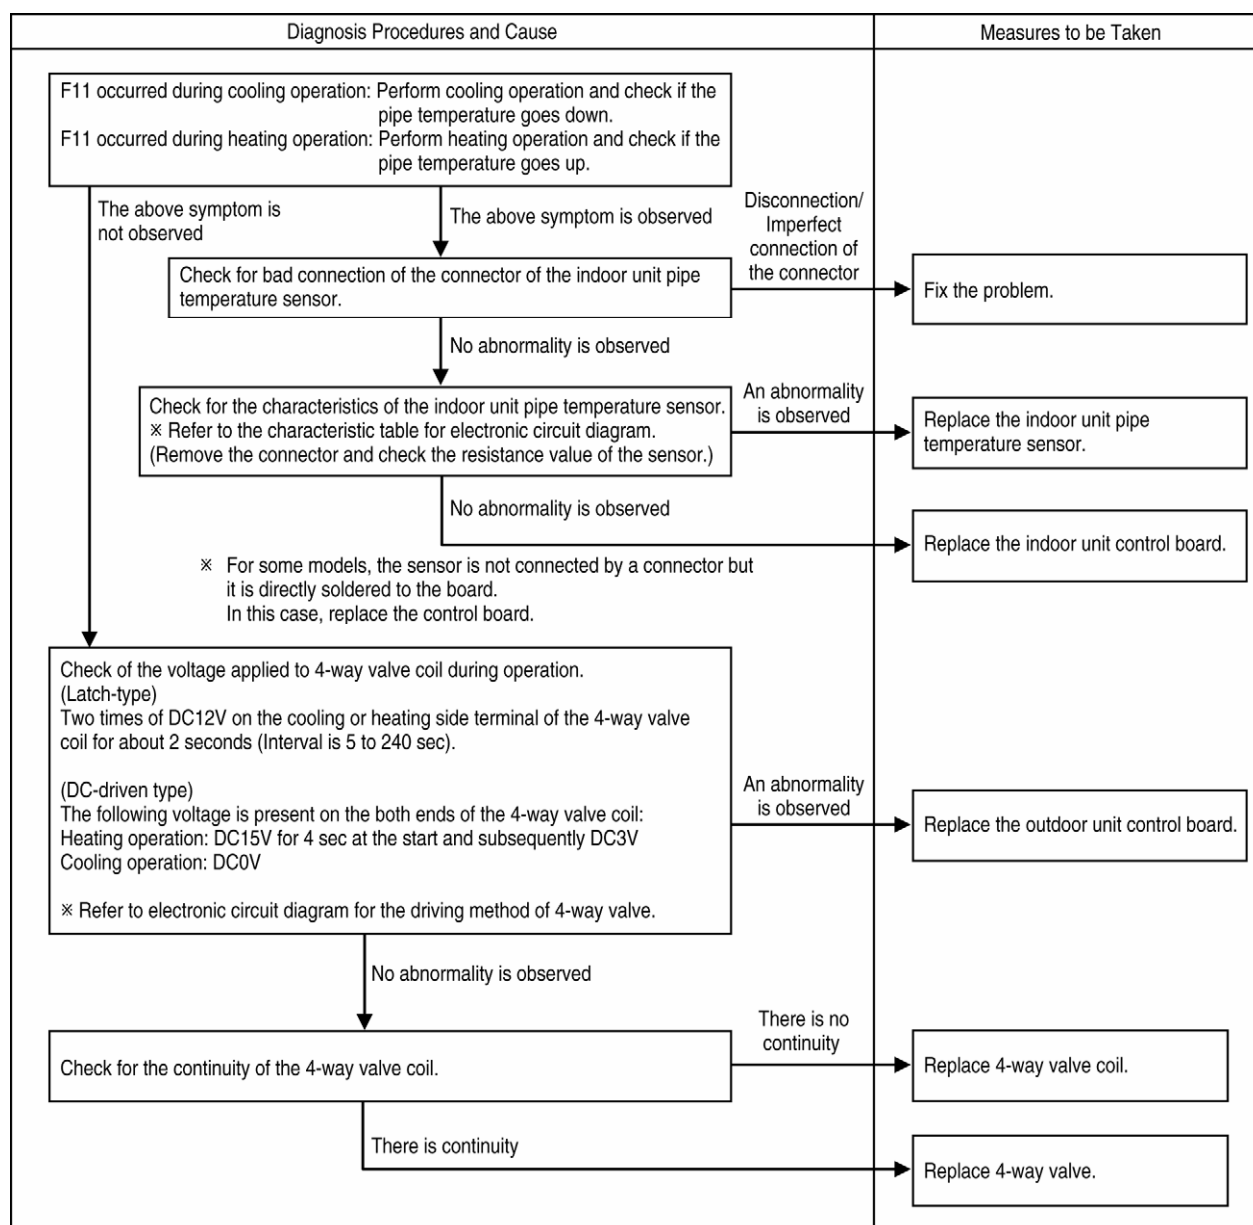 Diagnosis Procedures and Cause
Measures to be Taken
F11 occurred during cooling operation: Perform cooling operation and check if the
pipe temperature goes down.
F11 occurred during heating operation: Perform heating operation and check if the
pipe temperature goes up.
The above symptom is
not observed
The above symptom is observed
Disconnection/
Imperfect
connection of
the connector
Check for bad connection of the connector of the indoor unit pipe
temperature sensor.
Fix the problem.
No abnormality is observed
Check for the characteristics of the indoor unit pipe temperature sensor.
※ Refer to the characteristic table for electronic circuit diagram.
(Remove the connector and check the resistance value of the sensor.)
An abnormality
is observed
Replace the indoor unit pipe
temperature sensor.
No abnormality is observed
Replace the indoor unit control board.
※ For some models, the sensor is not connected by a connector but
it is directly soldered to the board.
In this case, replace the control board.
Check of the voltage applied to 4-way valve coil during operation.
(Latch-type)
Two times of DC12V on the cooling or heating side terminal of the 4-way valve
coil for about 2 seconds (Interval is 5 to 240 sec).
(DC-driven type)
The following voltage is present on the both ends of the 4-way valve coil:
Heating operation: DC15V for 4 sec at the start and subsequently DC3V
Cooling operation: DC0V
※ Refer to electronic circuit diagram for the driving method of 4-way valve.
An abnormality
is observed
Replace the outdoor unit control board.
No abnormality is observed
Check for the continuity of the 4-way valve coil.
There is no
continuity
Replace 4-way valve coil.
There is continuity
Replace 4-way valve.